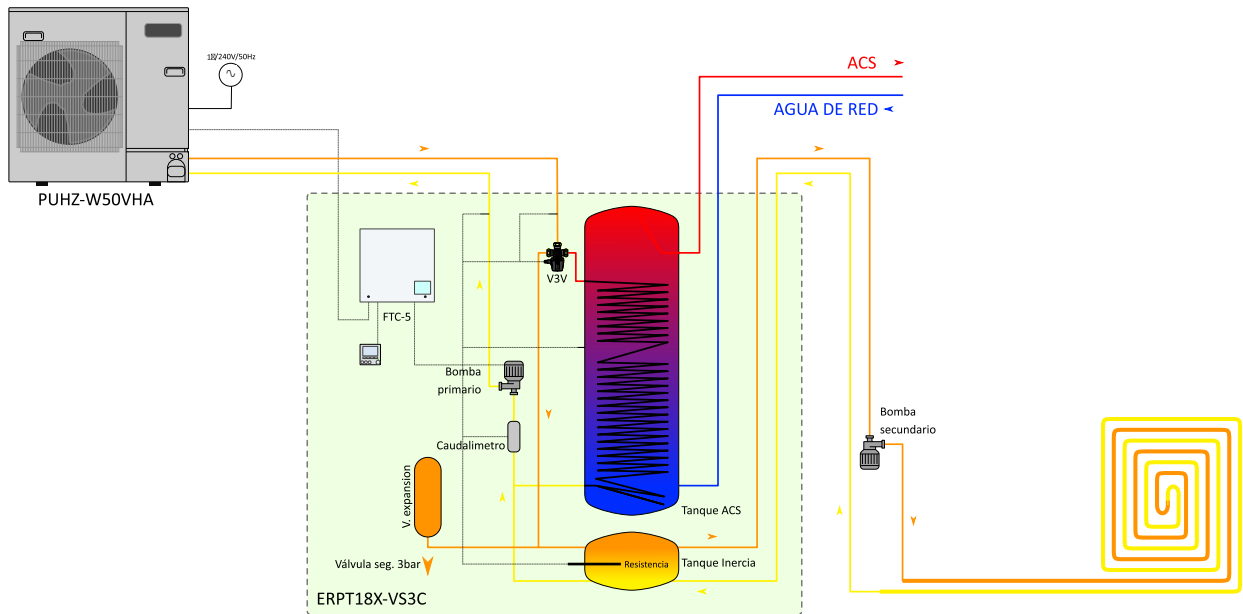 1Ⅲ/240V/50Hz
ACS
AGUA DE RED
PUHZ-W50VHA
V3V
FTC-5
Bomba
primario
Bomba
secundario
Caudalimetro
V. expansion
Tanque ACS
Válvula seg. 3bar
Resistencia
Tanque Inercia
ERPT18X-VS3C